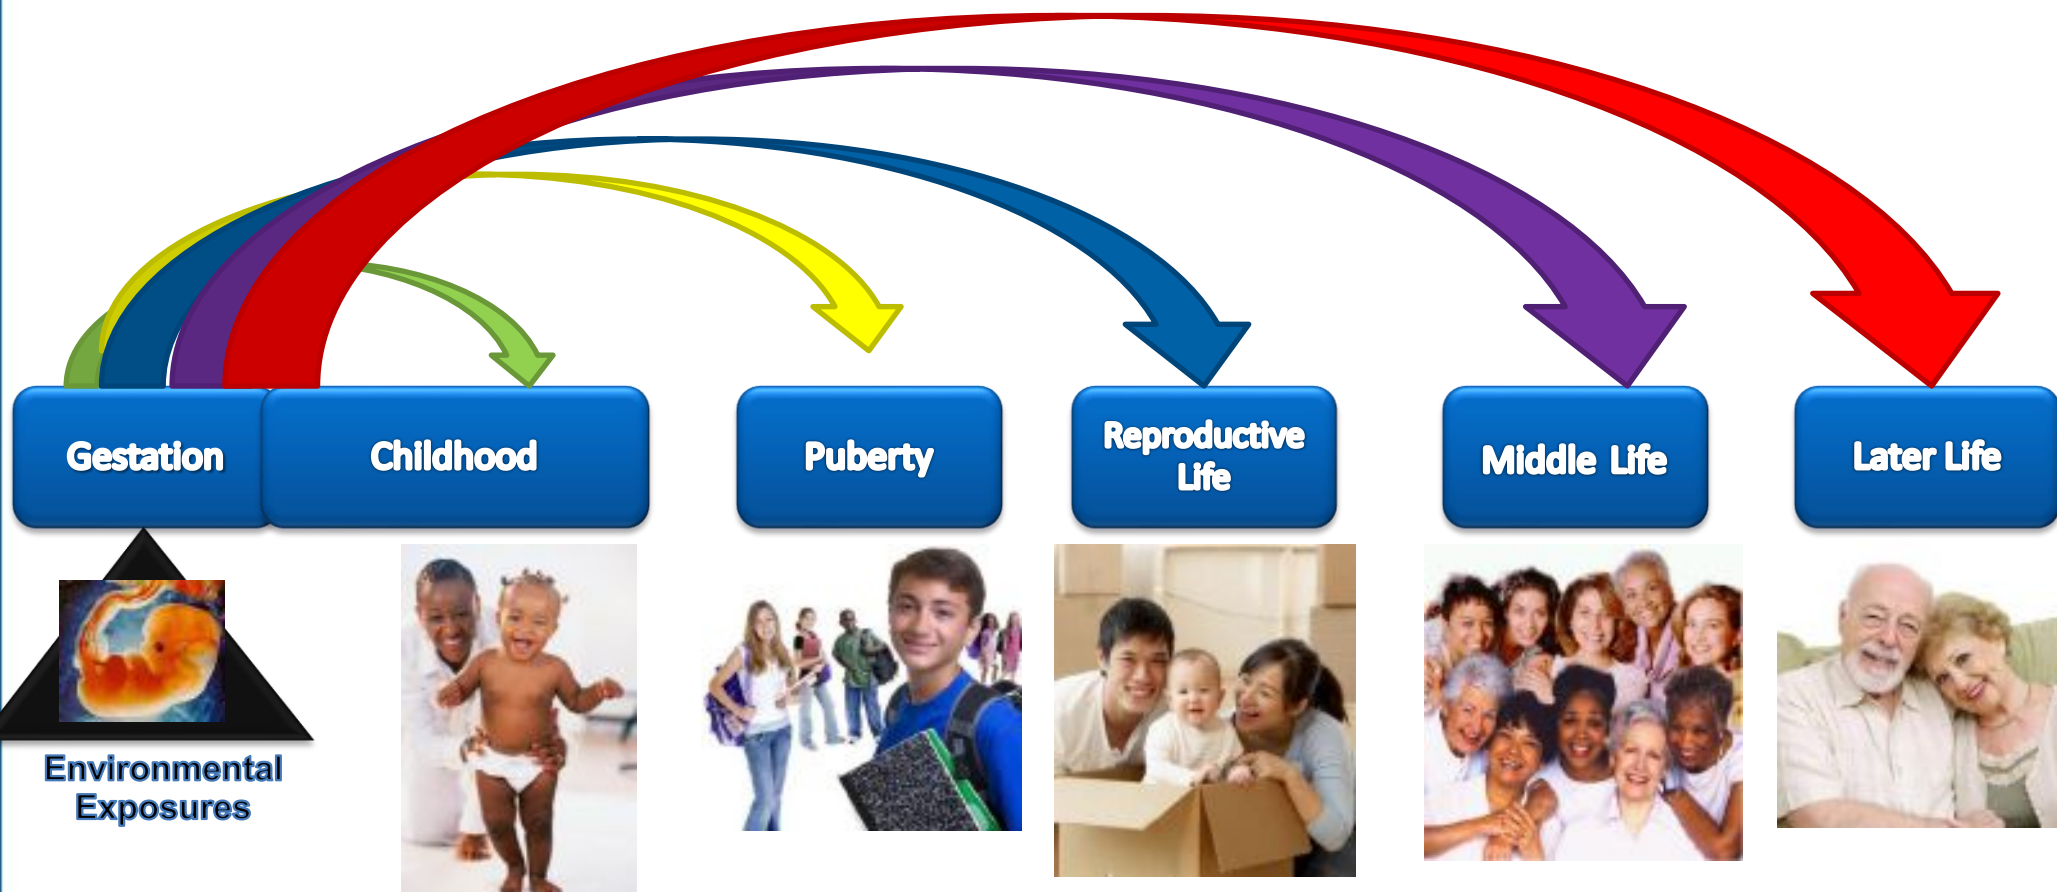 Gestation
Childhood
Puberty
Reproductive
Life
Middle Life
Later Life
Environmental
Exposures